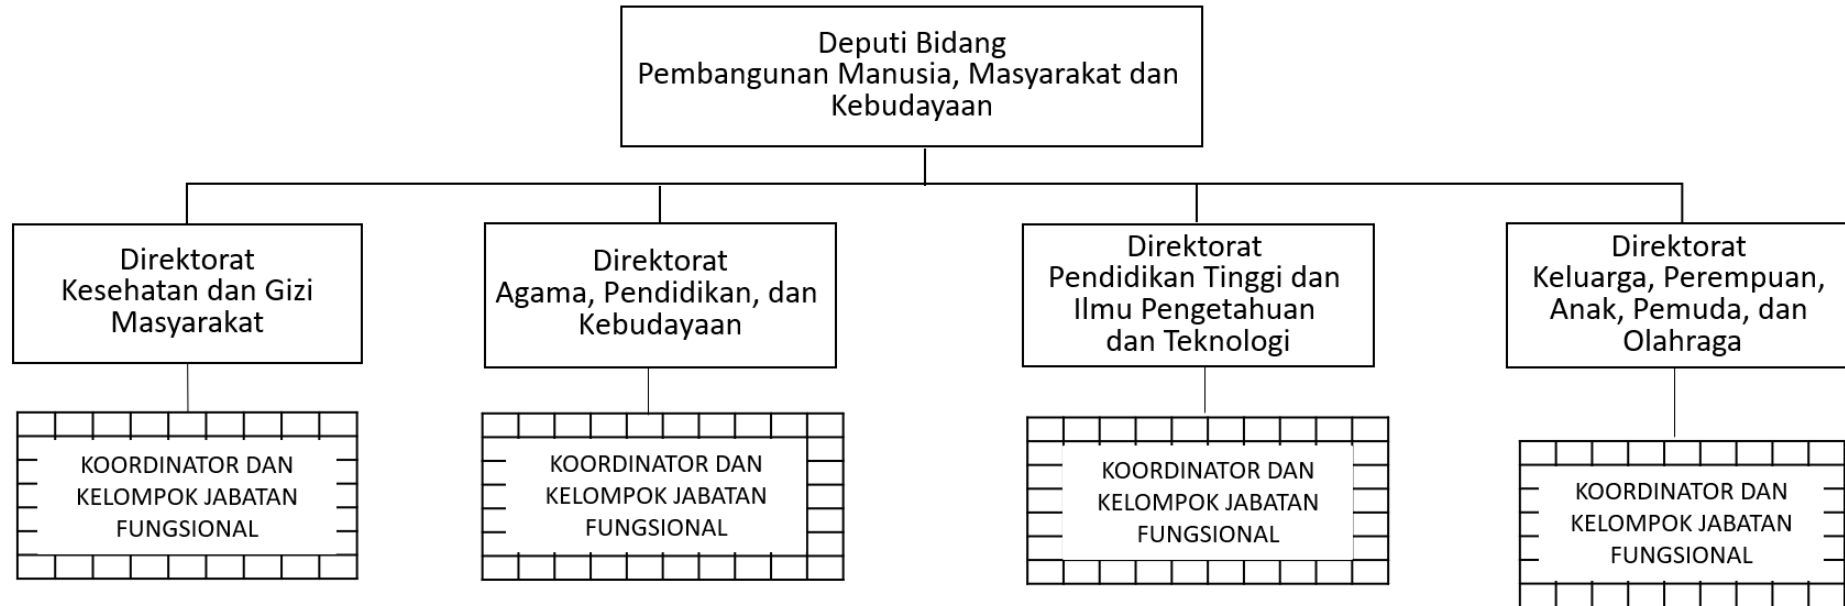 Deputi Bidang
Pembangunan Manusia, Masyarakat dan
Kebudayaan
Direktorat
Kesehatan dan Gizi
Masyarakat
Direktorat
Agama, Pendidikan, dan
Kebudayaan
Direktorat
Pendidikan Tinggi dan
Ilmu Pengetahuan
dan Teknologi
Direktorat
Keluarga, Perempuan,
Anak, Pemuda, dan
Olahraga
KOORDINATOR DAN
KELOMPOK JABATAN
FUNGSIONAL
KOORDINATOR DAN
KELOMPOK JABATAN
FUNGSIONAL
KOORDINATOR DAN
KELOMPOK JABATAN
FUNGSIONAL
KOORDINATOR DAN
KELOMPOK JABATAN
FUNGSIONAL